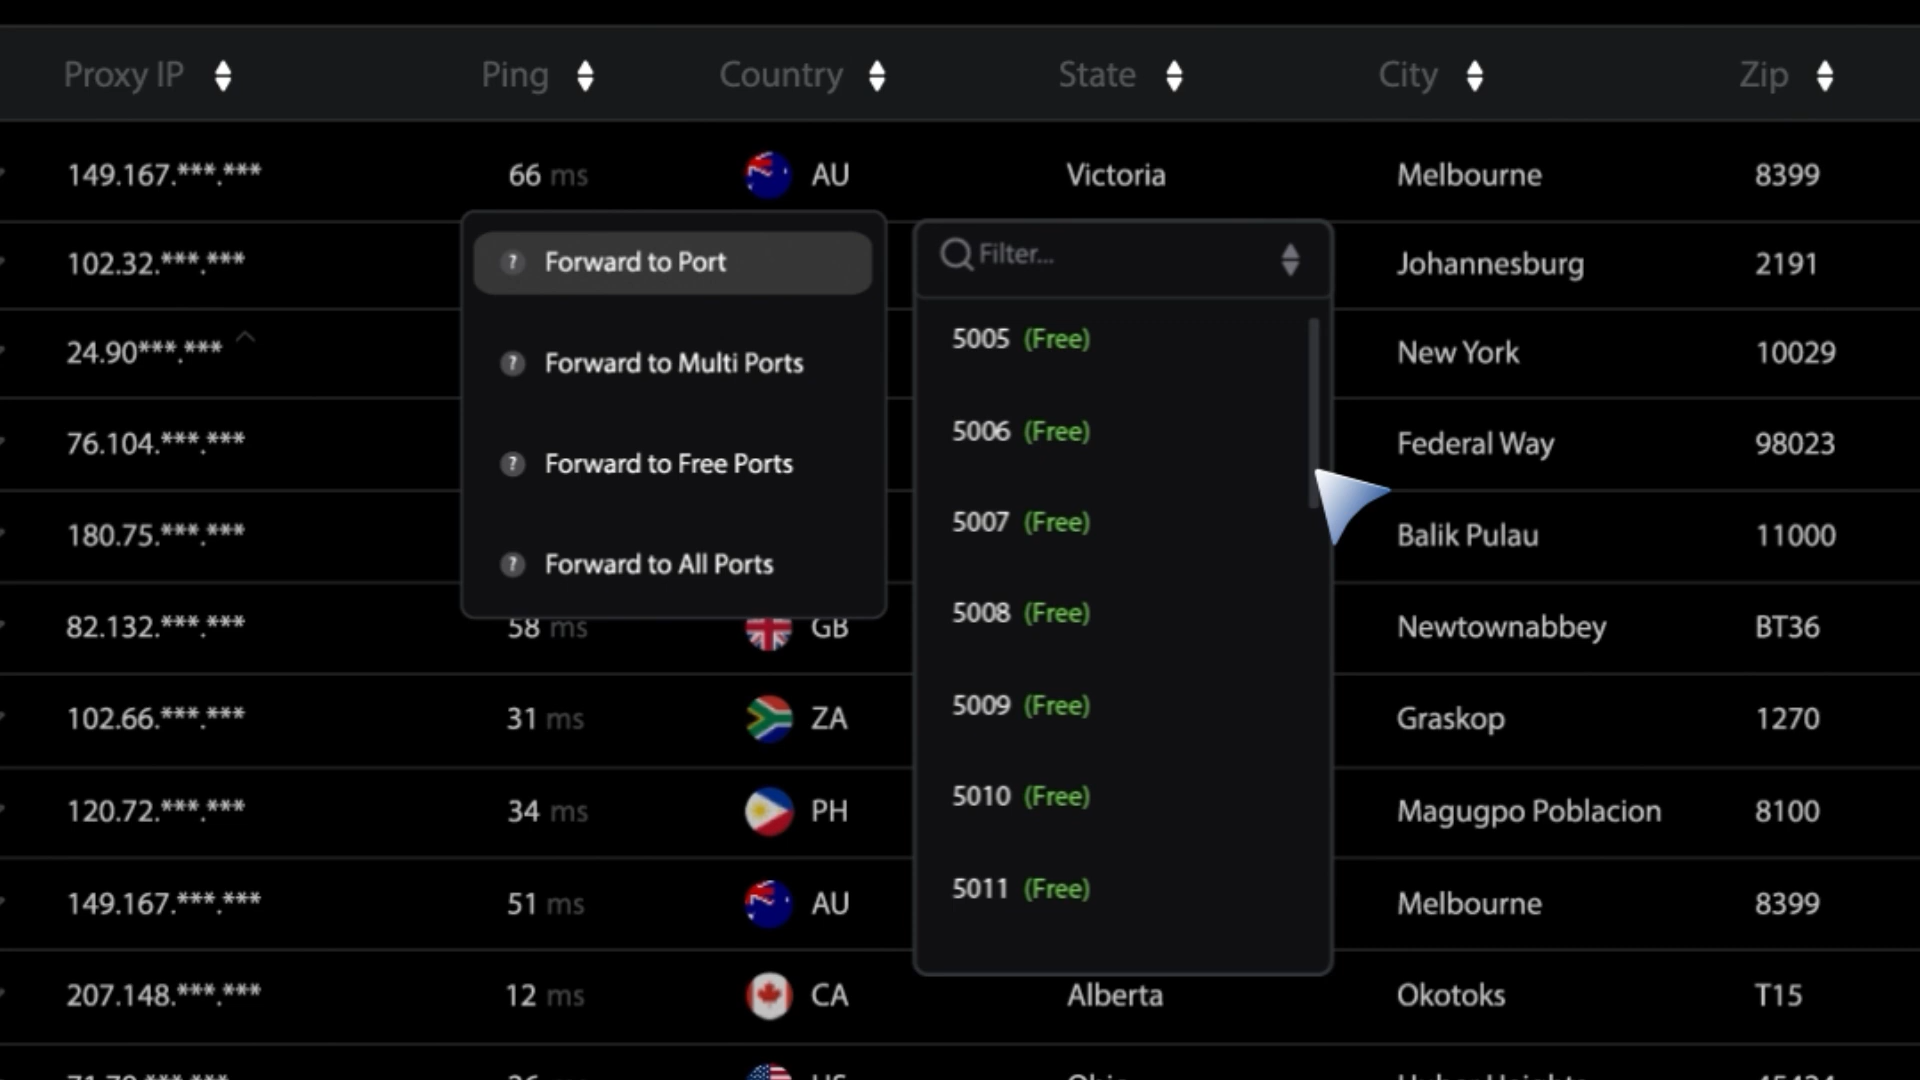 Proxy IP Ping Country State City Zip
149.167.***.*** 66 ms AU Victoria Melbourne 8399
102.32.***.*** Forward to Port Filter... Johannesburg 2191
24.90***.*** Forward to Multi Ports 5005 (Free) New York 10029
76.104.***.*** Forward to Free Ports 5006 (Free) Federal Way 98023
180.75.***.*** Forward to All Ports 5007 (Free) Balik Pulau 11000
82.132.***.*** 58 ms GB 5008 (Free) Newtownabbey BT36
102.66.***.*** 31 ms ZA 5009 (Free) Graskop 1270
120.72.***.*** 34 ms PH 5010 (Free) Magugpo Poblacion 8100
149.167.***.*** 51 ms AU 5011 (Free) Melbourne 8399
207.148.***.*** 12 ms CA Alberta Okotoks T15